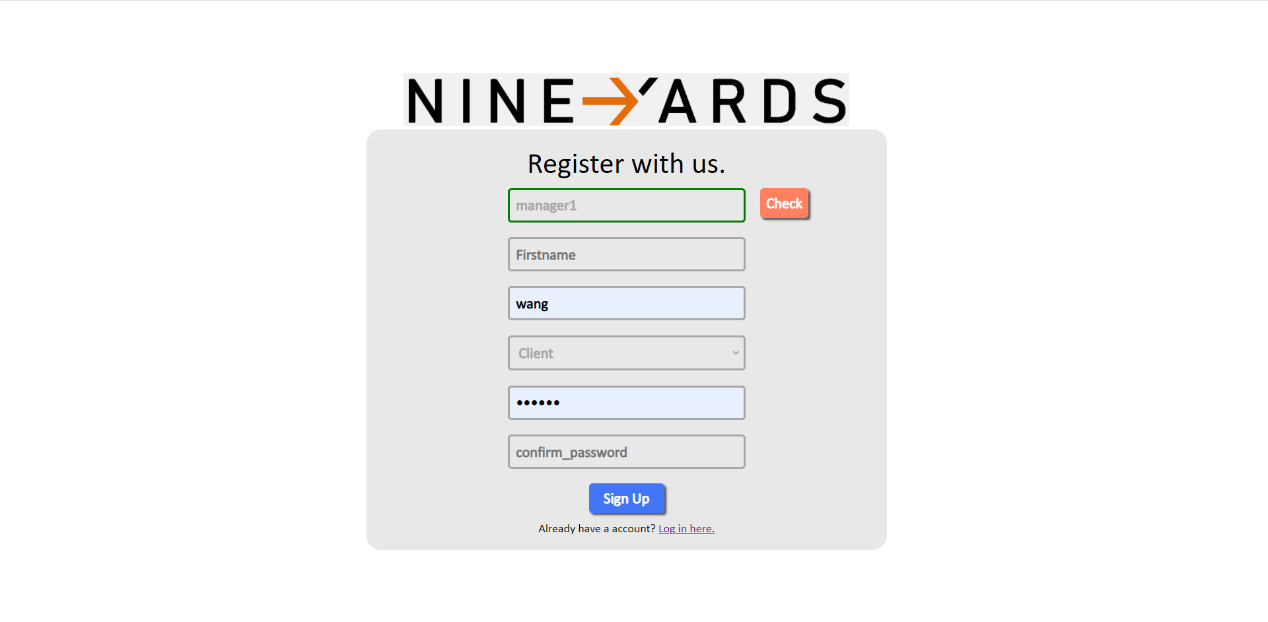 NINE YARDS
Register with us.
manager1
Check
Firstname
wang
Client
••••••
confirm_password
Sign Up
Already have a account? Log in here.